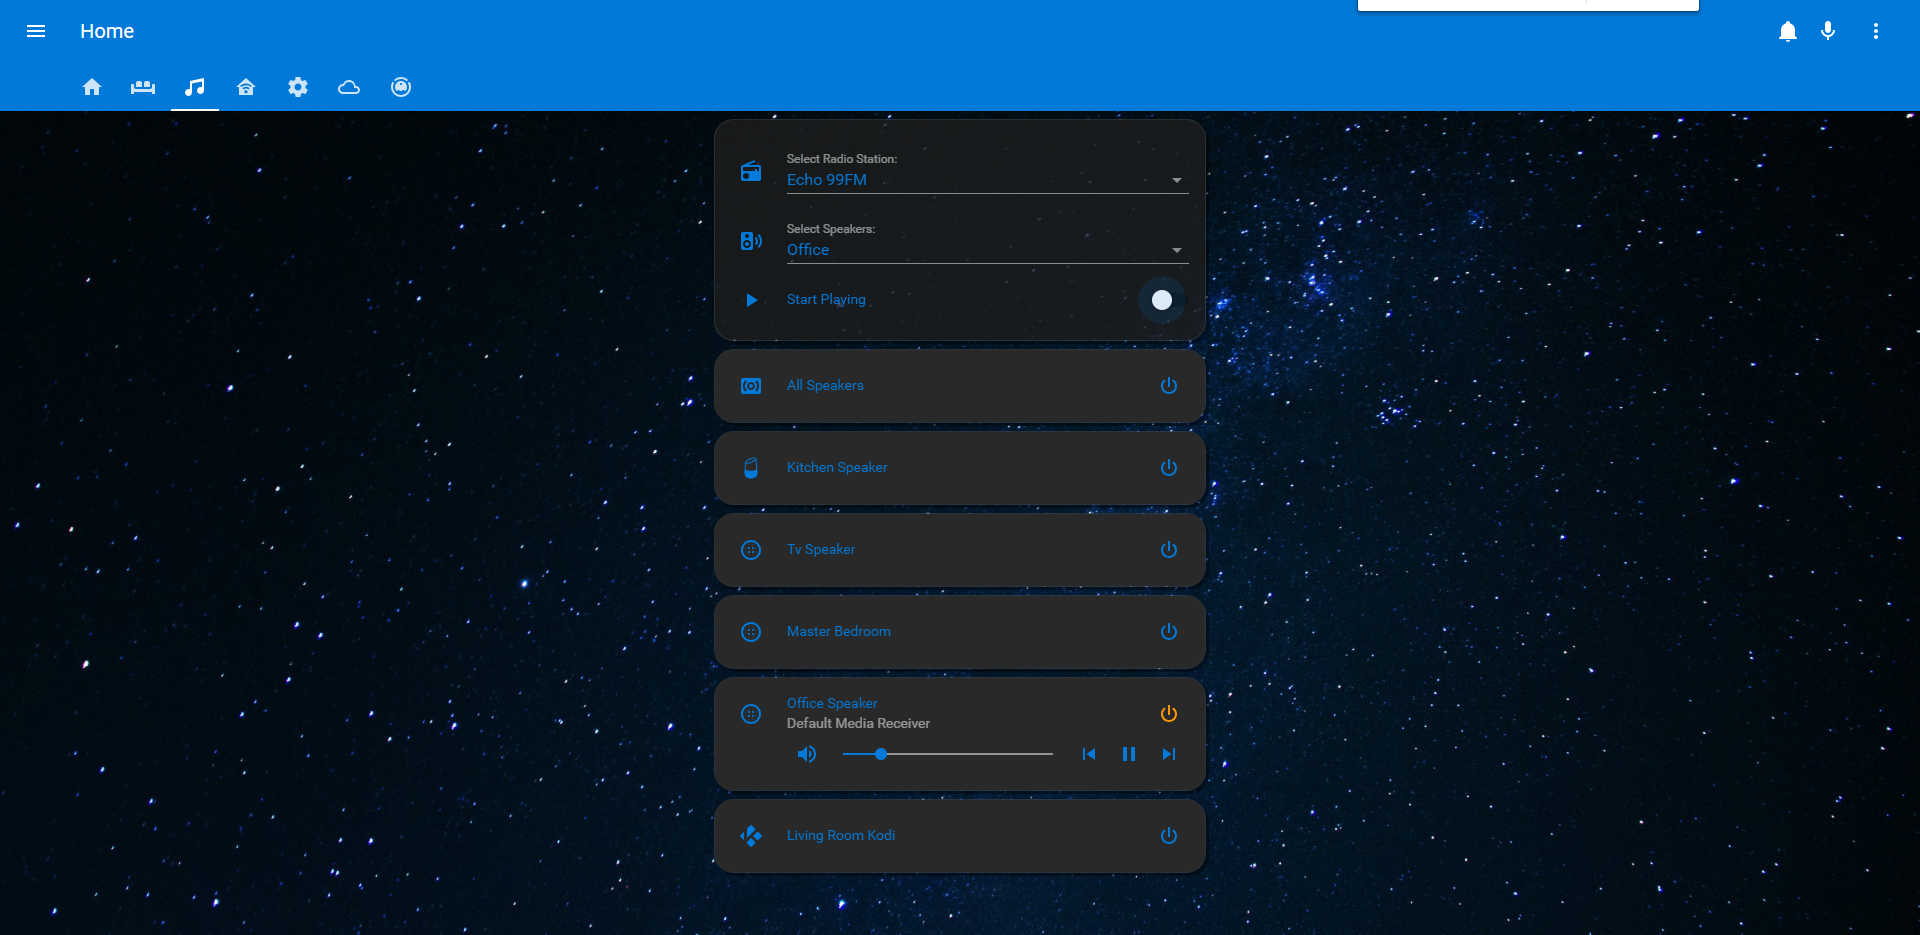 Home
Select Radio Station:
Echo 99FM
Select Speakers:
Office
Start Playing
All Speakers
Kitchen Speaker
Tv Speaker
Master Bedroom
Office Speaker
Default Media Receiver
Living Room Kodi